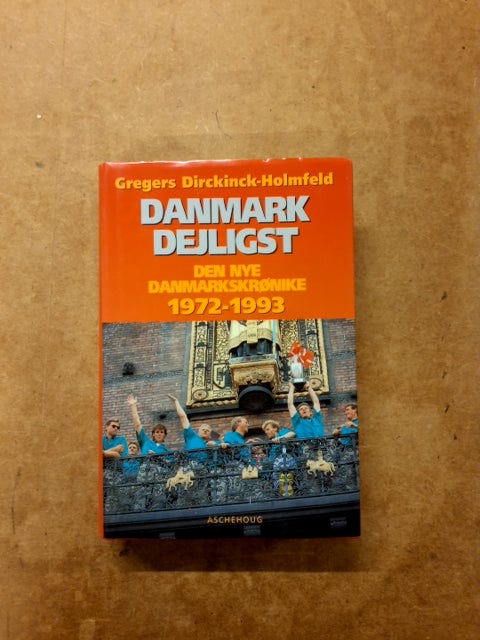 Gregers Dirckinck-Holmfeld
DANMARK
DEJLIGST
DEN NYE
DANMARKSKRØNIKE
1972-1993
ASCHEHOUG